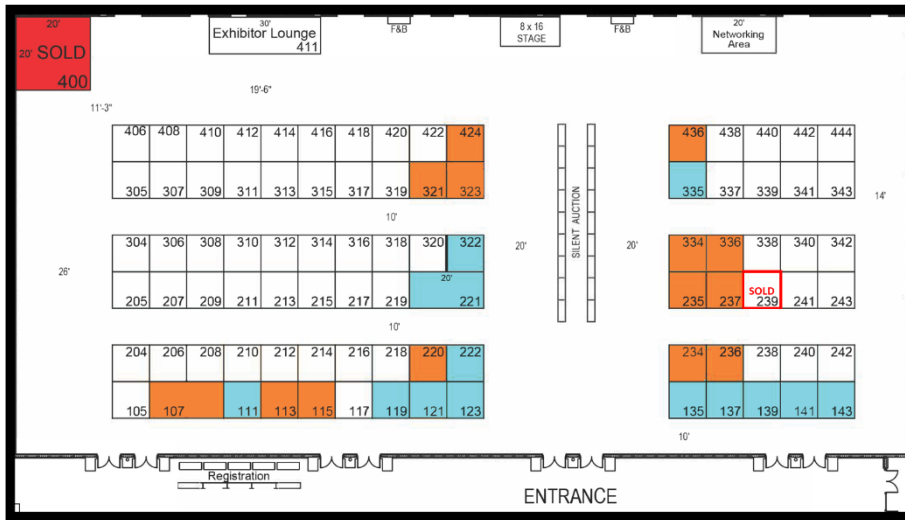 20'
20' SOLD
400
30'
Exhibitor Lounge
411
F&B
8 x 16
STAGE
F&B
20'
Networking
Area
19'-6"
11'-3"
406 408 410 412 414 416 418 420 422 424
305 307 309 311 313 315 317 319 321 323
436 438 440 442 444
335 337 339 341 343
14'
10'
SILENT AUCTION
20'
20'
26'
304 306 308 310 312 314 316 318 320 322
20'
205 207 209 211 213 215 217 219 221
334 336 338 340 342
SOLD
235 237 239 241 243
10'
204 206 208 210 212 214 216 218 220 222
105 107 111 113 115 117 119 121 123
234 236 238 240 242
135 137 139 141 143
10'
Registration
ENTRANCE